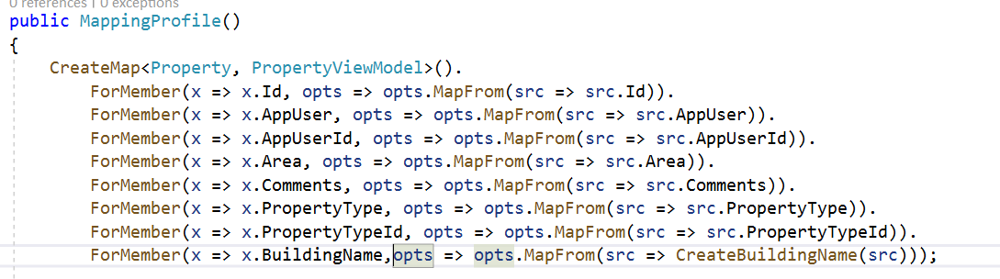 0 references | 0 exceptions
public MappingProfile()
{
CreateMap<Property, PropertyViewModel>().
ForMember(x => x.Id, opts => opts.MapFrom(src => src.Id)).
ForMember(x => x.AppUser, opts => opts.MapFrom(src => src.AppUser)).
ForMember(x => x.AppUserId, opts => opts.MapFrom(src => src.AppUserId)).
ForMember(x => x.Area, opts => opts.MapFrom(src => src.Area)).
ForMember(x => x.Comments, opts => opts.MapFrom(src => src.Comments)).
ForMember(x => x.PropertyType, opts => opts.MapFrom(src => src.PropertyType)).
ForMember(x => x.PropertyTypeId, opts => opts.MapFrom(src => src.PropertyTypeId)).
ForMember(x => x.BuildingName,opts => opts.MapFrom(src => CreateBuildingName(src)));